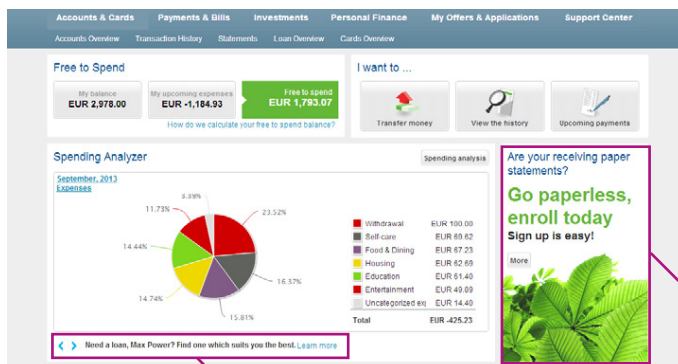 Accounts & Cards Payments & Bills Investments Personal Finance My Offers & Applications Support Center
Accounts Overview Transaction History Statements Loan Overview Cards Overview
Free to Spend
My balance
EUR 2,978.00
My upcoming expenses
EUR -1,184.93
Free to spend
EUR 1,793.07
How do we calculate your free to spend balance?
I want to ...
Transfer money
View the history
Upcoming payments
Spending Analyzer
Spending analysis
September, 2013
Expenses
3.39%
11.73%
23.52%
14.44%
16.37%
14.74%
15.81%
Withdrawal EUR 100.00
Self-care EUR 69.62
Food & Dining EUR 67.23
Housing EUR 62.69
Education EUR 61.40
Entertainment EUR 49.89
Uncategorized exp EUR 14.40
Total EUR -425.23
Need a loan, Max Power? Find one which suits you the best. Learn more
Are your receiving paper
statements?
Go paperless,
enroll today
Sign up is easy!
More